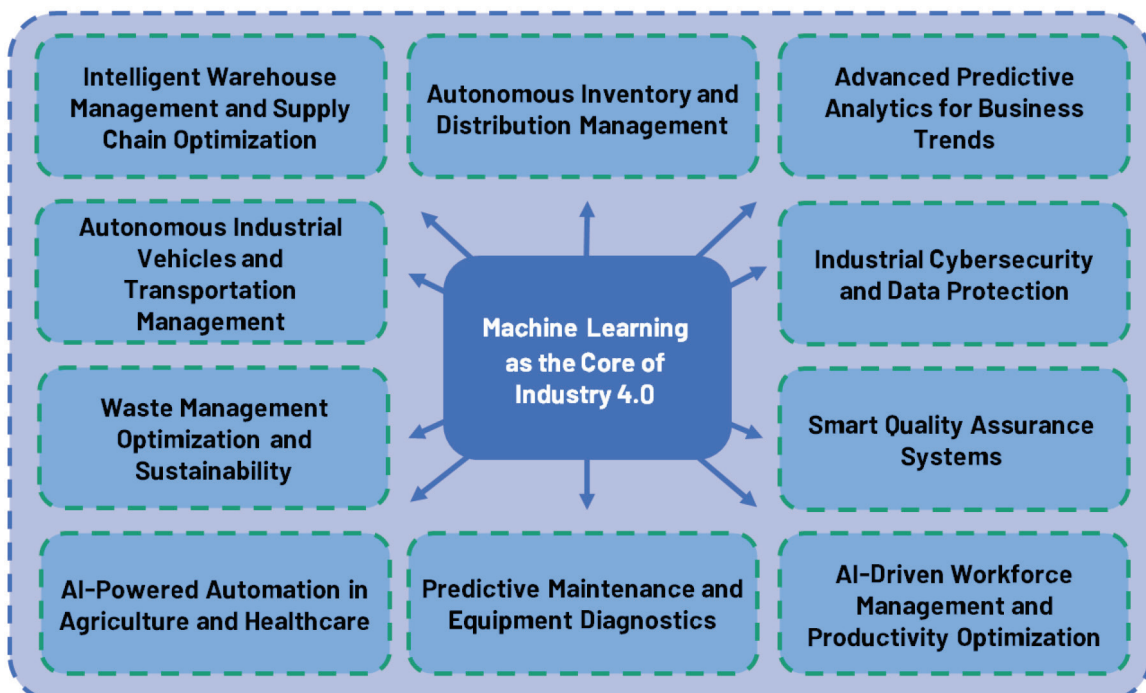 Intelligent Warehouse
Management and Supply
Chain Optimization
Autonomous Inventory and
Distribution Management
Advanced Predictive
Analytics for Business
Trends
Autonomous Industrial
Vehicles and
Transportation
Management
Machine Learning
as the Core of
Industry 4.0
Industrial Cybersecurity
and Data Protection
Waste Management
Optimization and
Sustainability
Smart Quality Assurance
Systems
AI-Powered Automation in
Agriculture and Healthcare
Predictive Maintenance and
Equipment Diagnostics
AI-Driven Workforce
Management and
Productivity Optimization